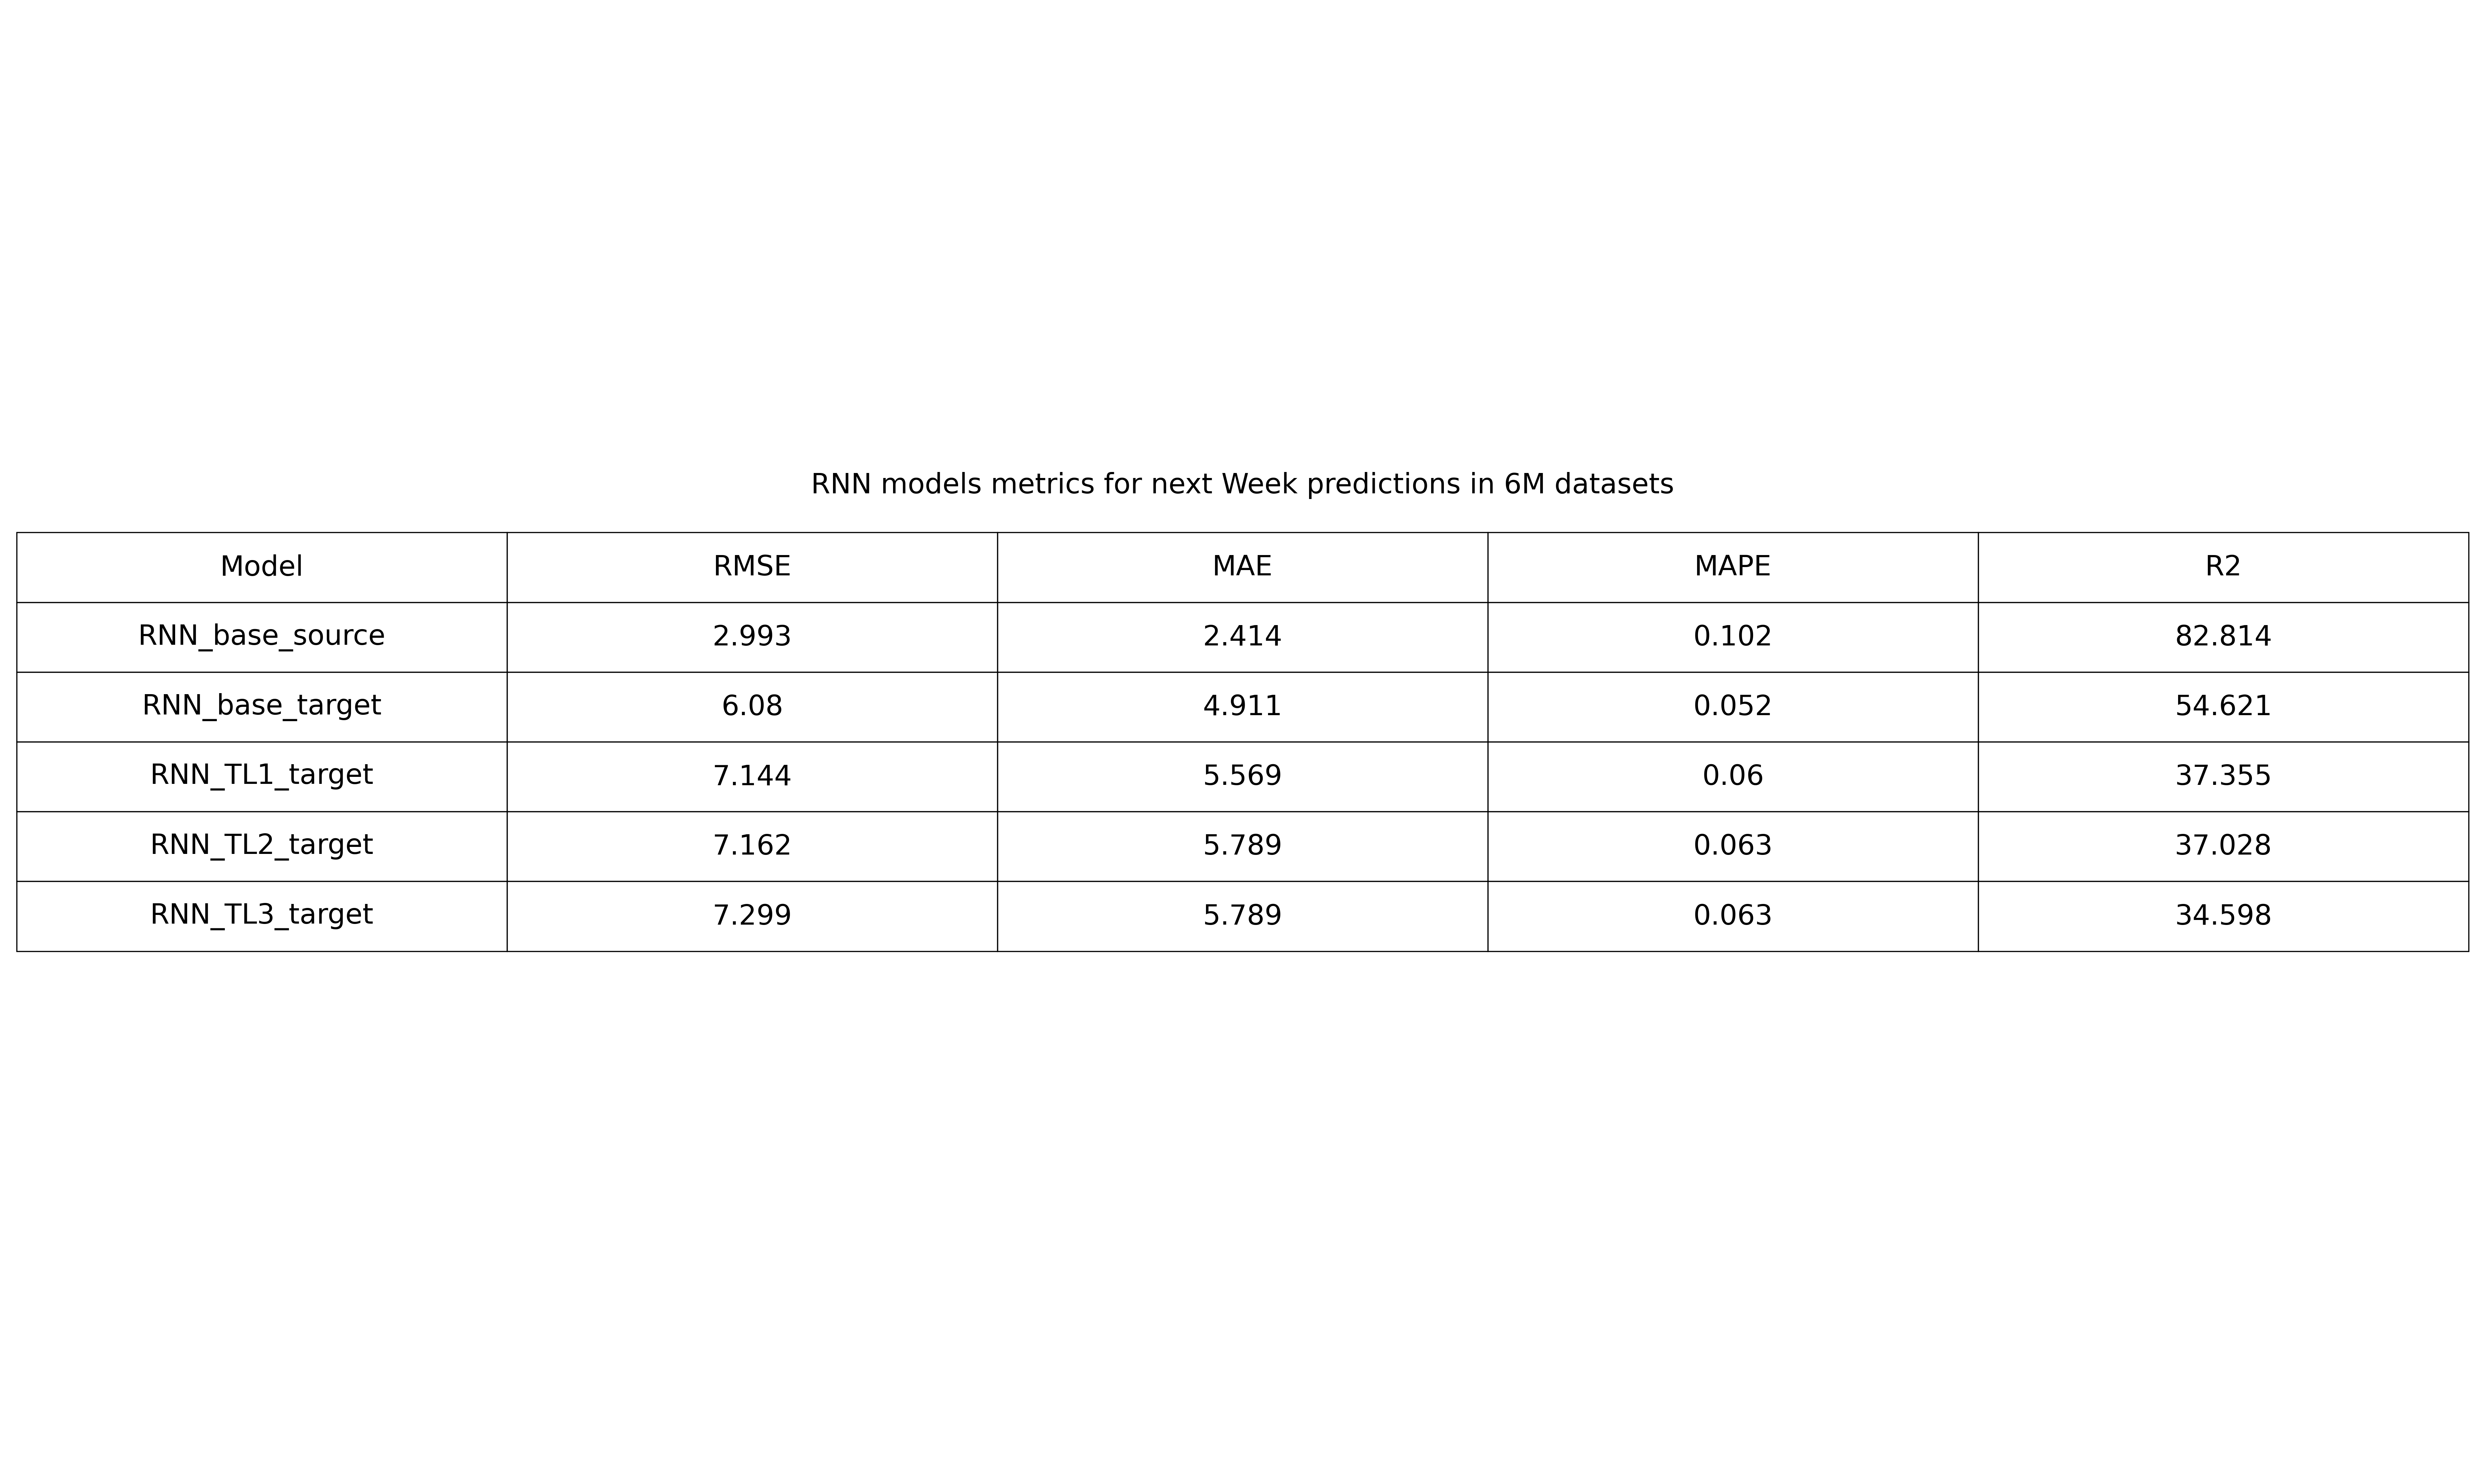 RNN models metrics for next Week predictions in 6M datasets
Model RMSE MAE MAPE R2
RNN_base_source 2.993 2.414 0.102 82.814
RNN_base_target 6.08 4.911 0.052 54.621
RNN_TL1_target 7.144 5.569 0.06 37.355
RNN_TL2_target 7.162 5.789 0.063 37.028
RNN_TL3_target 7.299 5.789 0.063 34.598